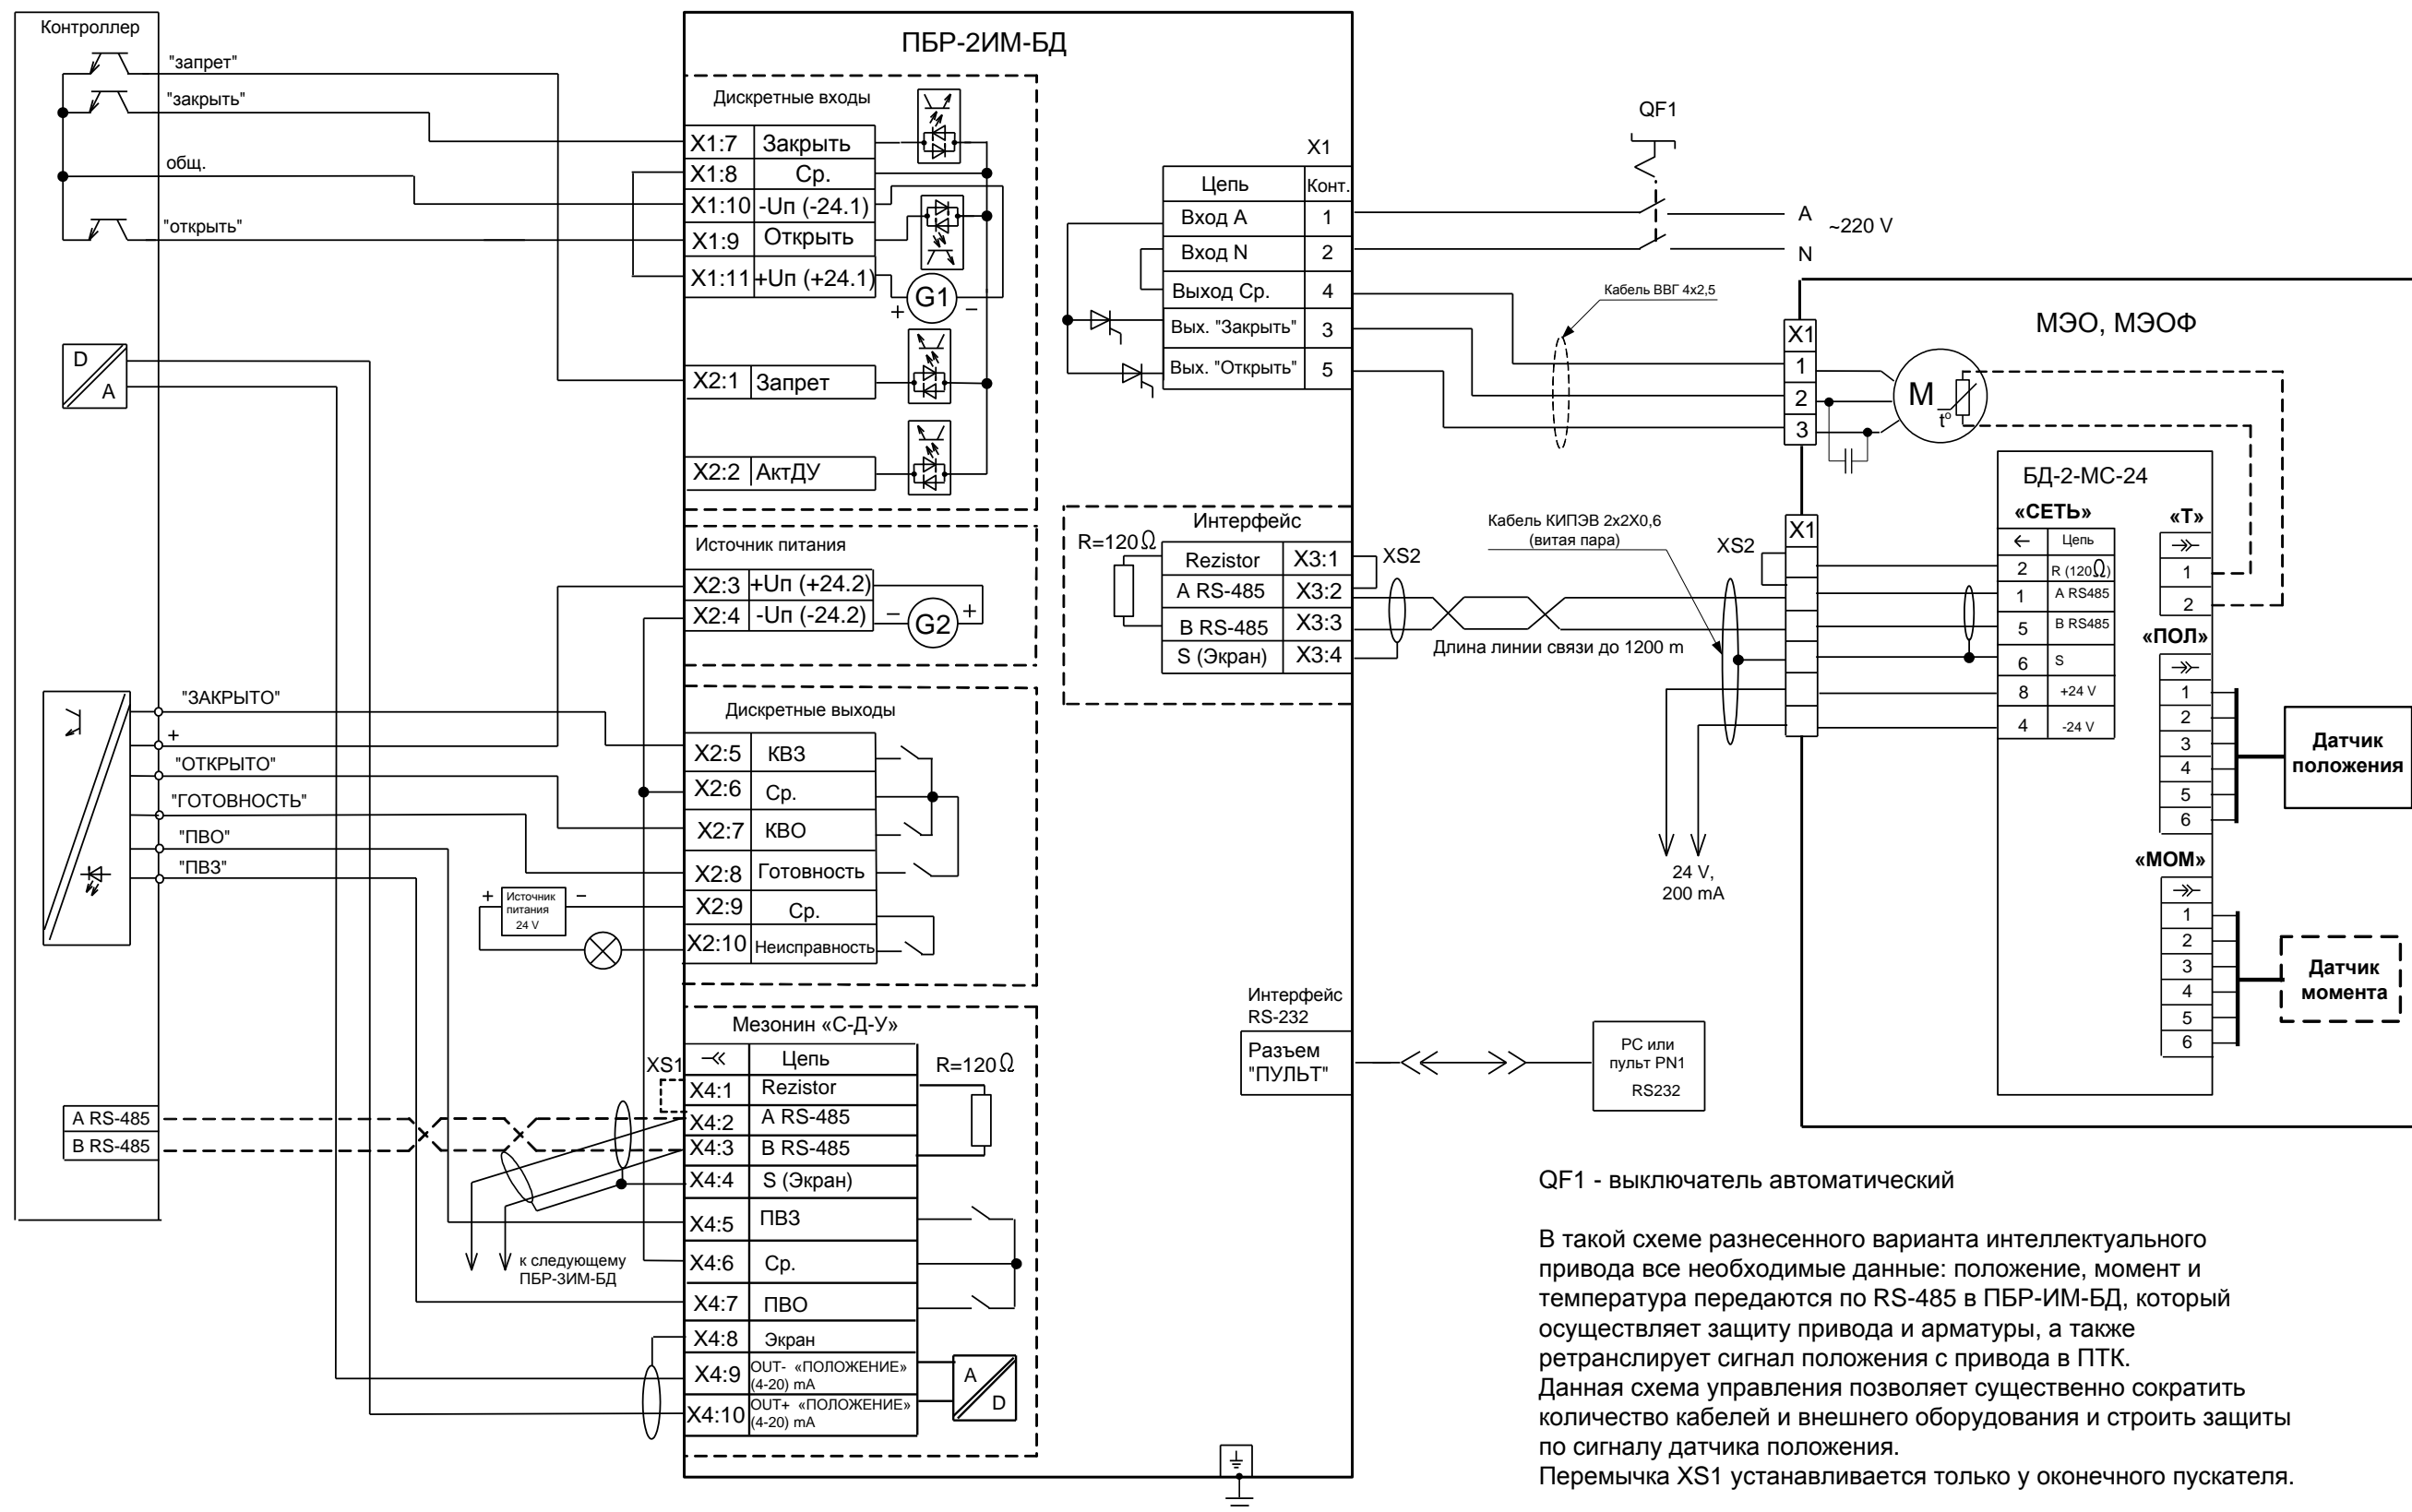 Контроллер
"запрет"
"закрыть"
общ.
"открыть"
D
A
"ЗАКРЫТО"
+
"ОТКРЫТО"
"ГОТОВНОСТЬ"
"ПВО"
"ПВЗ"
+ Источник питания 24 V −
A RS-485
B RS-485
к следующему
ПБР-3ИМ-БД
ПБР-2ИМ-БД
Дискретные входы
X1:7 Закрыть
X1:8 Ср.
X1:10 -Uп (-24.1)
X1:9 Открыть
X1:11 +Uп (+24.1)
+ G1 −
X2:1 Запрет
X2:2 АктДУ
Источник питания
X2:3 +Uп (+24.2)
X2:4 -Uп (-24.2)
− G2 +
Дискретные выходы
X2:5 КВЗ
X2:6 Ср.
X2:7 КВО
X2:8 Готовность
X2:9 Ср.
X2:10 Неисправность
Мезонин «С-Д-У»
XS1
Цепь
R=120 Ω
X4:1 Rezistor
X4:2 A RS-485
X4:3 B RS-485
X4:4 S (Экран)
X4:5 ПВЗ
X4:6 Ср.
X4:7 ПВО
X4:8 Экран
X4:9 OUT- «ПОЛОЖЕНИЕ»
(4-20) mA
X4:10 OUT+ «ПОЛОЖЕНИЕ»
(4-20) mA
A
D
X1
Цепь Конт.
Вход A 1
Вход N 2
Выход Ср. 4
Вых. "Закрыть" 3
Вых. "Открыть" 5
Интерфейс
R=120 Ω
Rezistor X3:1
A RS-485 X3:2
B RS-485 X3:3
S (Экран) X3:4
XS2
Интерфейс
RS-232
Разъем
"ПУЛЬТ"
QF1
A
~220 V
N
Кабель ВВГ 4х2,5
Кабель КИПЭВ 2х2Х0,6
(витая пара)
XS2
Длина линии связи до 1200 m
24 V,
200 mA
PC или
пульт PN1
RS232
МЭО, МЭОФ
X1
1
2
3
M
t°
X1
БД-2-МС-24
«СЕТЬ»
← Цепь
2 R (120 Ω)
1 A RS485
5 B RS485
6 S
8 +24 V
4 -24 V
«Т»
1
2
«ПОЛ»
1
2
3
4
5
6
Датчик
положения
«МОМ»
1
2
3
4
5
6
Датчик
момента
QF1 - выключатель автоматический
В такой схеме разнесенного варианта интеллектуального
привода все необходимые данные: положение, момент и
температура передаются по RS-485 в ПБР-ИМ-БД, который
осуществляет защиту привода и арматуры, а также
ретранслирует сигнал положения с привода в ПТК.
Данная схема управления позволяет существенно сократить
количество кабелей и внешнего оборудования и строить защиты
по сигналу датчика положения.
Перемычка XS1 устанавливается только у оконечного пускателя.